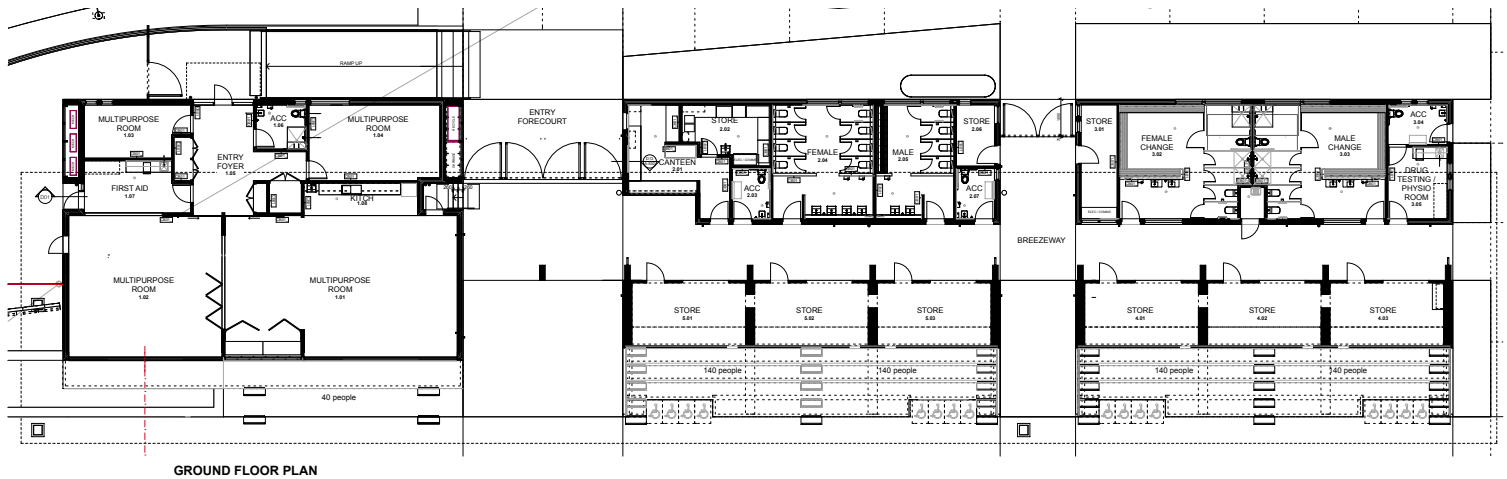 RAMP UP
MULTIPURPOSE
ROOM
1.03
ACC
1.06
MULTIPURPOSE
ROOM
1.04
ENTRY
FORECOURT
ENTRY
FOYER
1.05
FIRST AID
1.07
KITCH
1.08
MULTIPURPOSE
ROOM
1.02
MULTIPURPOSE
ROOM
1.01
40 people
STORE
2.02
CANTEEN
2.01
ACC
2.03
FEMALE
2.04
MALE
2.05
STORE
2.06
ACC
2.07
BREEZEWAY
STORE
3.01
FEMALE
CHANGE
3.02
MALE
CHANGE
3.03
ACC
3.04
DRUG
TESTING /
PHYSIO
ROOM
3.05
STORE
5.01
STORE
5.02
STORE
5.03
STORE
4.01
STORE
4.02
STORE
4.03
140 people
140 people
140 people
140 people
GROUND FLOOR PLAN